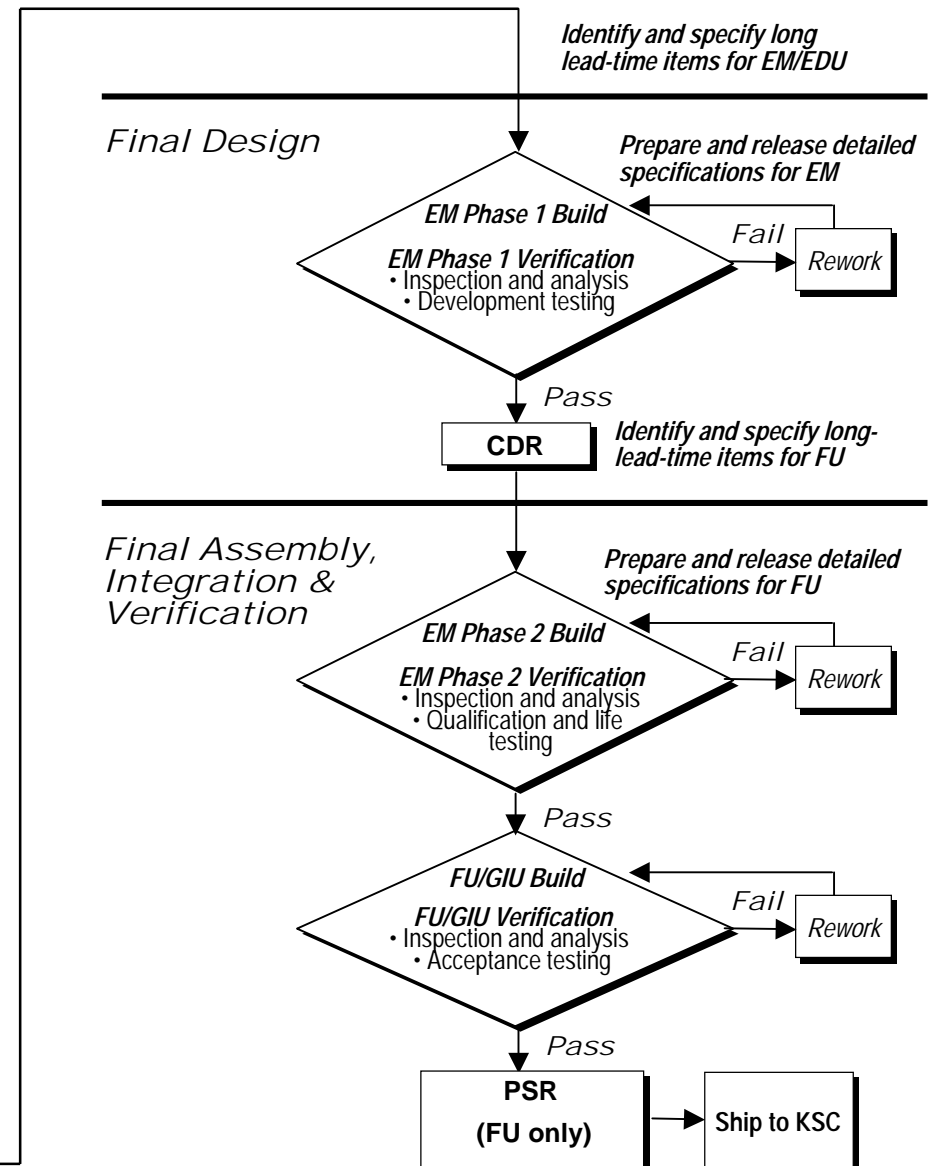 Identify and specify long
lead-time items for EM/EDU
Final Design
Prepare and release detailed
specifications for EM
EM Phase 1 Build
Fail
EM Phase 1 Verification
• Inspection and analysis
• Development testing
Rework
Pass
CDR
Identify and specify long-
lead-time items for FU
Final Assembly,
Integration &
Verification
Prepare and release detailed
specifications for FU
EM Phase 2 Build
Fail
EM Phase 2 Verification
• Inspection and analysis
• Qualification and life
testing
Rework
Pass
FU/GIU Build
Fail
FU/GIU Verification
• Inspection and analysis
• Acceptance testing
Rework
Pass
PSR
(FU only)
Ship to KSC